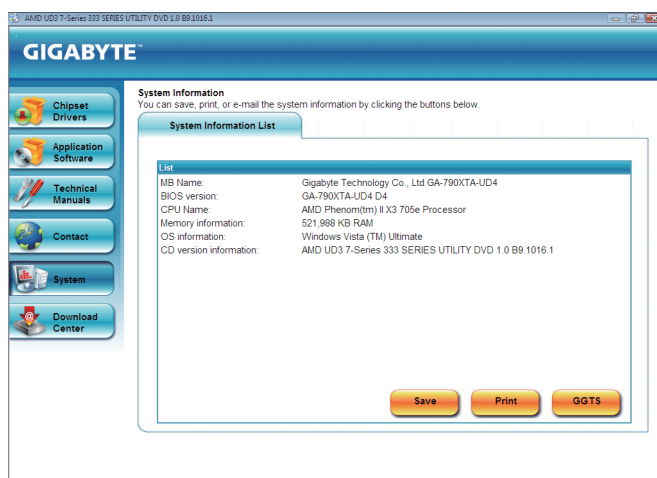 AMD UD3 7-Series 333 SERIES UTILITY DVD 1.0 B9.1016.1
GIGABYTE™
Chipset
Drivers
Application
Software
Technical
Manuals
Contact
System
Download
Center
System Information
You can save, print, or e-mail the system information by clicking the buttons below.
System Information List
List
MB Name: Gigabyte Technology Co., Ltd.GA-790XTA-UD4
BIOS version: GA-790XTA-UD4 D4
CPU Name: AMD Phenom(tm) II X3 705e Processor
Memory information: 521,988 KB RAM
OS information: Windows Vista (TM) Ultimate
CD version information: AMD UD3 7-Series 333 SERIES UTILITY DVD 1.0 B9.1016.1
Save Print GGTS